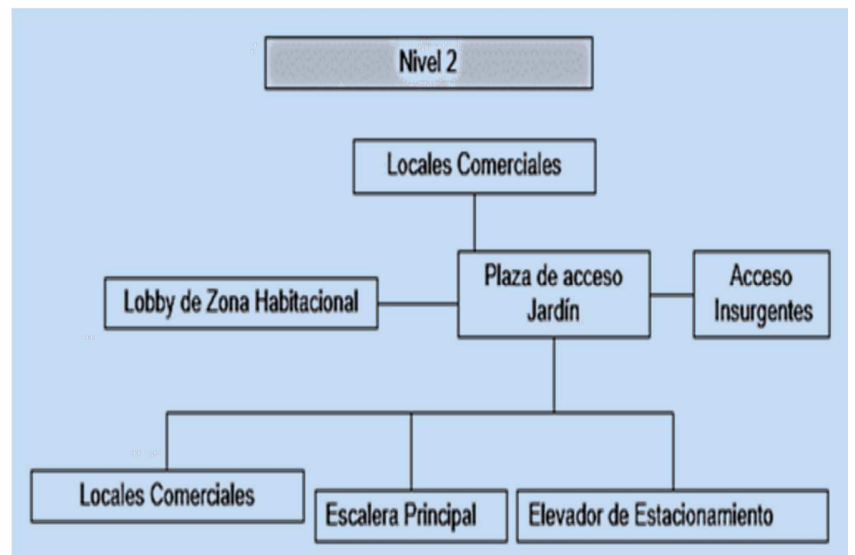 Nivel 2
Locales Comerciales
Lobby de Zona Habitacional
Plaza de acceso
Jardín
Acceso
Insurgentes
Locales Comerciales
Escalera Principal
Elevador de Estacionamiento